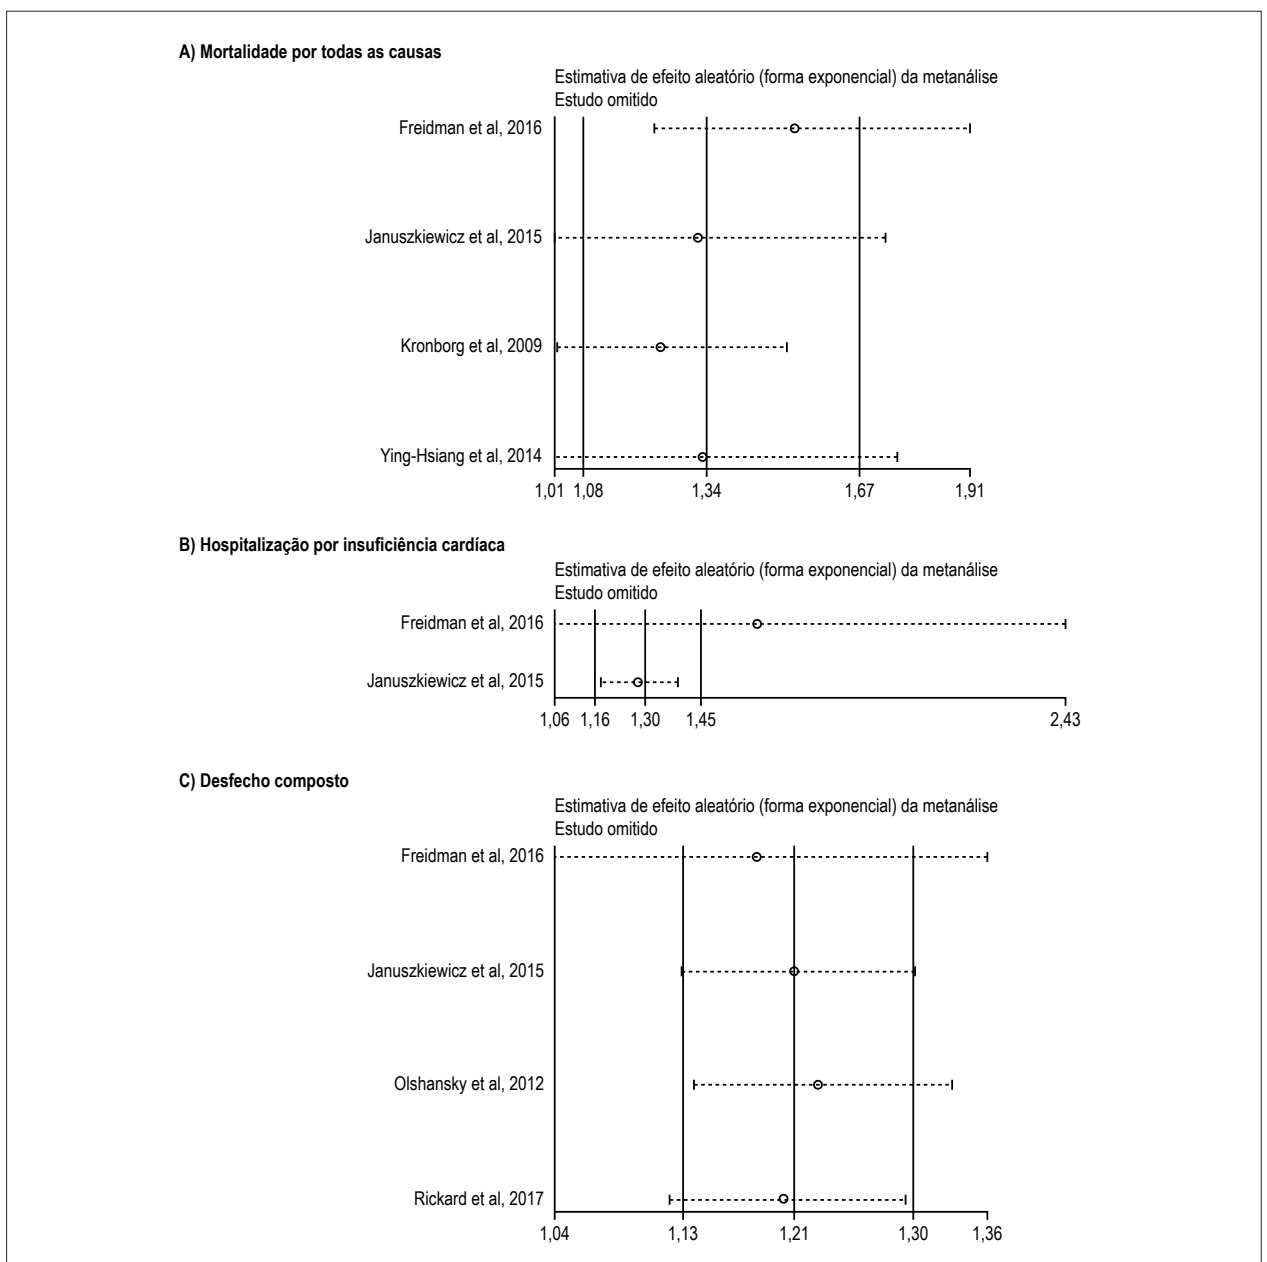 A) Mortalidade por todas as causas
Estimativa de efeito aleatório (forma exponencial) da metanálise
Estudo omitido
Freidman et al, 2016
Januszkiewicz et al, 2015
Kronborg et al, 2009
Ying-Hsiang et al, 2014
1,01 1,08 1,34 1,67 1,91
B) Hospitalização por insuficiência cardíaca
Estimativa de efeito aleatório (forma exponencial) da metanálise
Estudo omitido
Freidman et al, 2016
Januszkiewicz et al, 2015
1,06 1,16 1,30 1,45 2,43
C) Desfecho composto
Estimativa de efeito aleatório (forma exponencial) da metanálise
Estudo omitido
Freidman et al, 2016
Januszkiewicz et al, 2015
Olshansky et al, 2012
Rickard et al, 2017
1,04 1,13 1,21 1,30 1,36